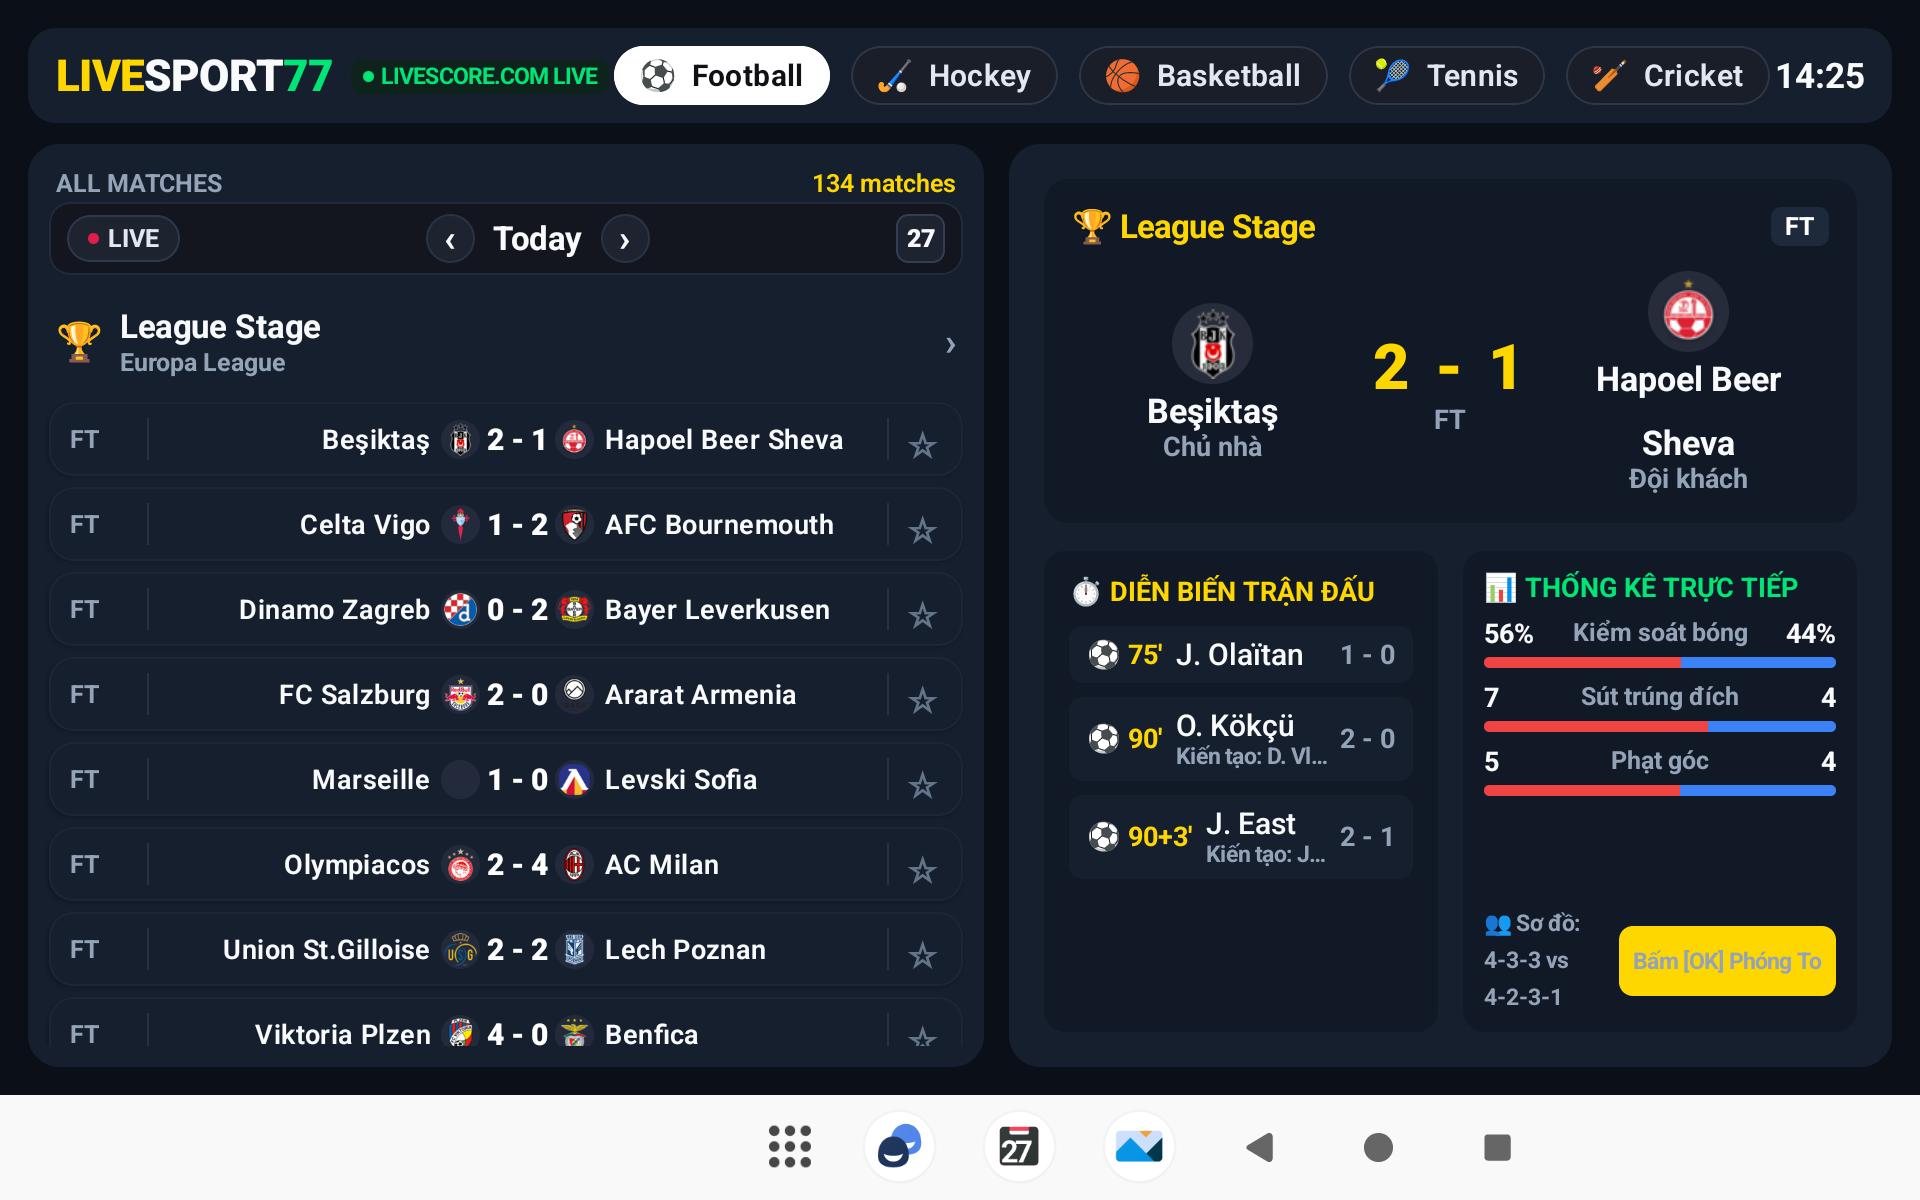 LIVESPORT77
LIVESCORE.COM LIVE
Football
Hockey
Basketball
Tennis
Cricket
14:25
ALL MATCHES
134 matches
LIVE
‹ Today ›
27
League Stage
Europa League
FT Beşiktaş 2 - 1 Hapoel Beer Sheva
FT Celta Vigo 1 - 2 AFC Bournemouth
FT Dinamo Zagreb 0 - 2 Bayer Leverkusen
FT FC Salzburg 2 - 0 Ararat Armenia
FT Marseille 1 - 0 Levski Sofia
FT Olympiacos 2 - 4 AC Milan
FT Union St.Gilloise 2 - 2 Lech Poznan
FT Viktoria Plzen 4 - 0 Benfica
League Stage
FT
Beşiktaş
Chủ nhà
2 - 1
FT
Hapoel Beer
Sheva
Đội khách
DIỄN BIẾN TRẬN ĐẤU
75' J. Olaïtan 1 - 0
90' O. Kökçü 2 - 0
Kiến tạo: D. Vl...
90+3' J. East 2 - 1
Kiến tạo: J...
THỐNG KÊ TRỰC TIẾP
56% Kiểm soát bóng 44%
7 Sút trúng đích 4
5 Phạt góc 4
Sơ đồ:
4-3-3 vs
4-2-3-1
Bấm [OK] Phóng To
27